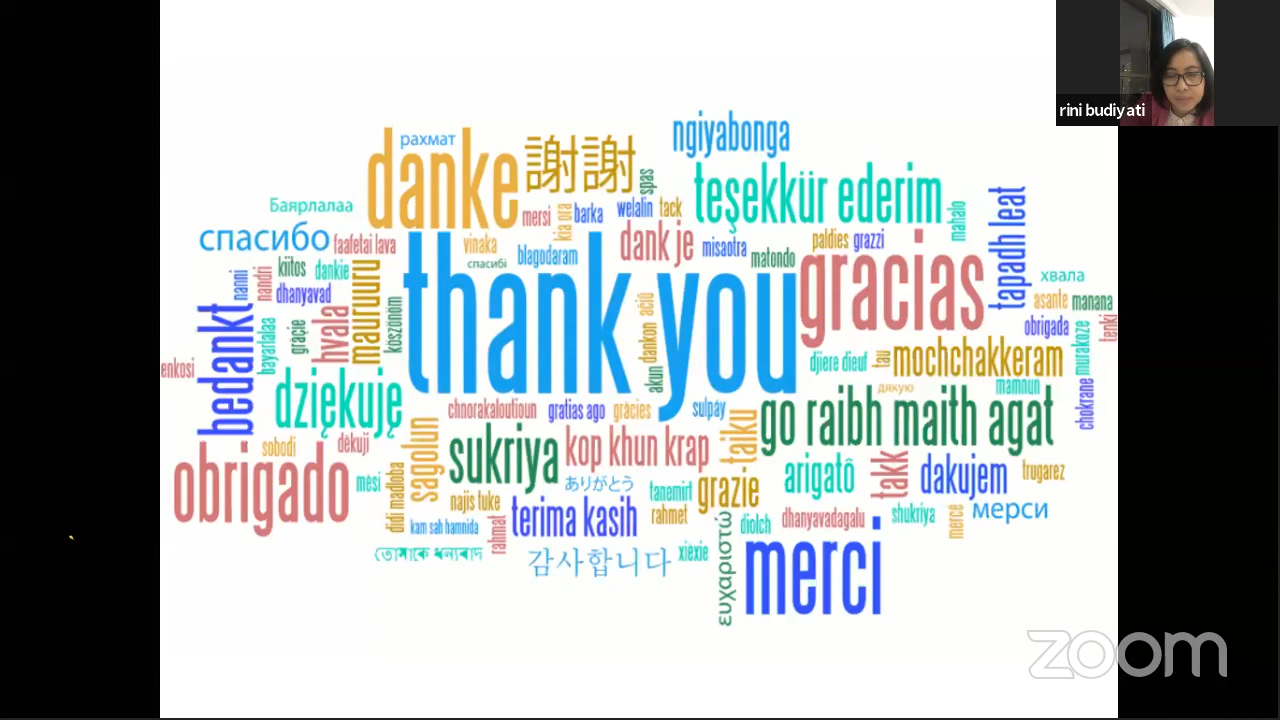 rini budiyati
ngiyabonga
рахмат
danke
謝謝
spas
teşekkür ederim
mahalo
tapadh leat
Баярлалаа
mersi
kia ora
barka
welalin
tack
спасибо
faafetai lava
vinaka
спасибі
blagodaram
dank je
misaotra
matondo
paldies
grazzi
gracias
хвала
nanni
nandri
kiitos
dankie
dhanyavad
mauruuru
thank you
asante
manana
obrigada
tenki
bedankt
bayarlalaa
graçie
hvala
köszönöm
akun
dankon
aciū
djiere dieuf
tau
mochchakkeram
murakoze
enkosi
dziękuję
дякую
mamnun
chokrane
chnorakaloutioun
gratias ago
gràcies
sulpáy
go raibh maith agat
sobodi
děkuji
sagolun
sukriya
kop khun krap
taiku
obrigado
mèsi
didi madloba
najis tuke
ありがとう
tanemirt
rahmet
grazie
arigatô
takk
dakujem
trugarez
kam sah hamnida
rahmat
terima kasih
diolch
dhanyavadagalu
shukriya
merce
мерси
তোমাকে ধন্যবাদ
감사합니다
xièxie
ευχαριστώ
merci
zoom